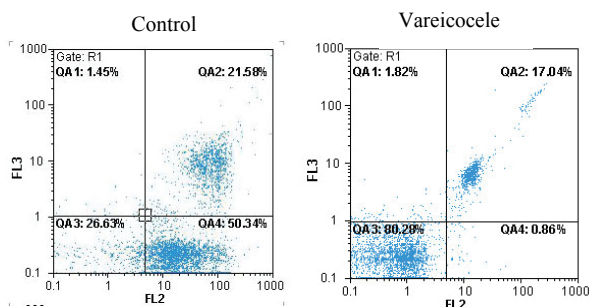 Control
Vareicocele
1000
Gate: R1
QA1: 1.45%
QA2: 21.58%
100
FL3
10
1
QA3: 26.63%
QA4: 50.34%
0.1
0.1
1
10
100
1000
FL2
1000
Gate: R1
QA1: 1.82%
QA2: 17.04%
100
FL3
10
1
QA3: 80.28%
QA4: 0.86%
0.1
0.1
1
10
100
1000
FL2